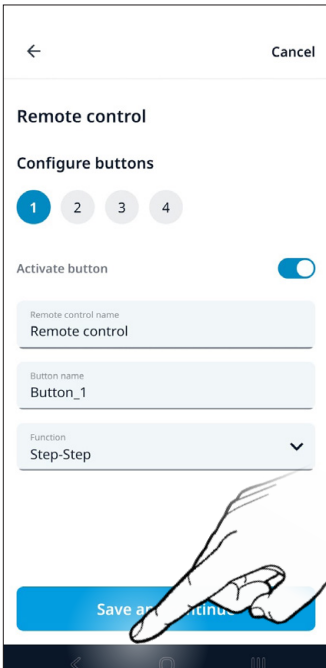 Cancel
Remote control
Configure buttons
1 2 3 4
Activate button
Remote control name
Remote control
Button name
Button_1
Function
Step-Step
Save